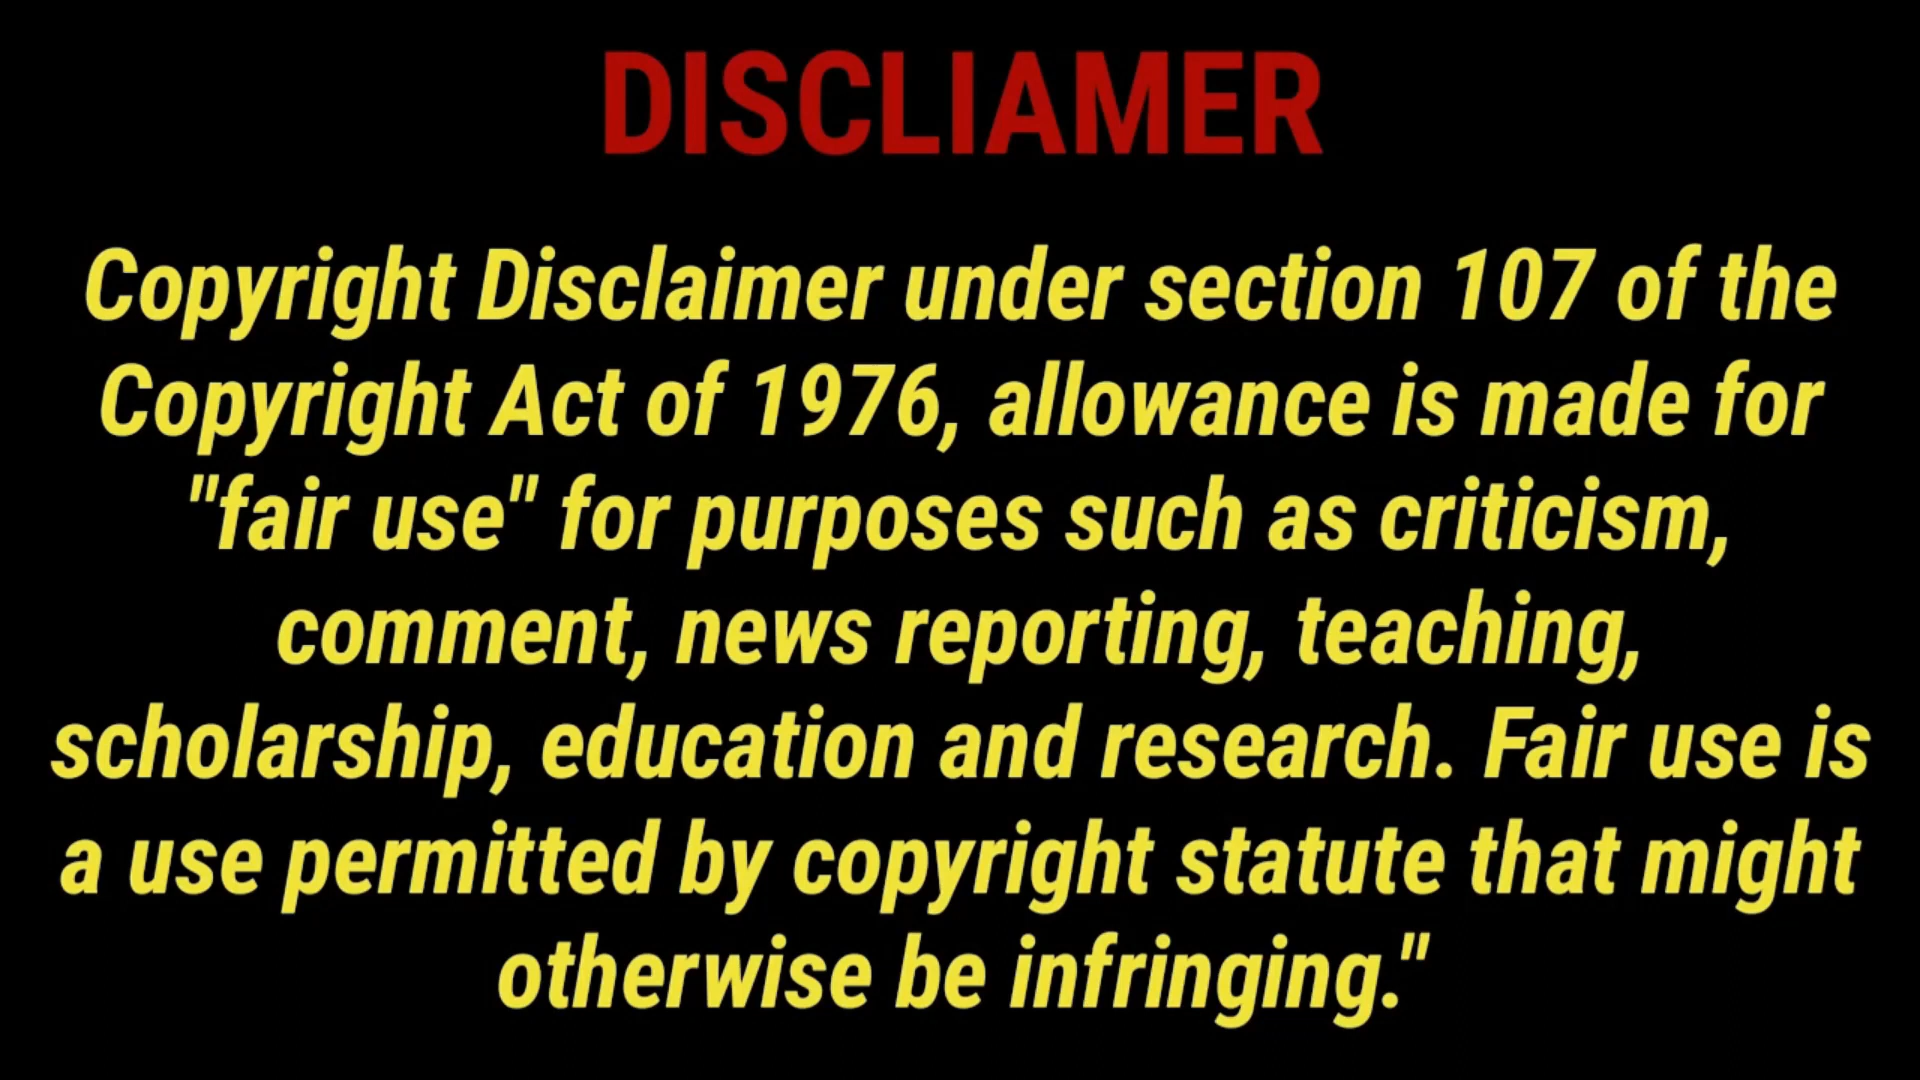 DISCLIAMER
Copyright Disclaimer under section 107 of the
Copyright Act of 1976, allowance is made for
"fair use" for purposes such as criticism,
comment, news reporting, teaching,
scholarship, education and research. Fair use is
a use permitted by copyright statute that might
otherwise be infringing."